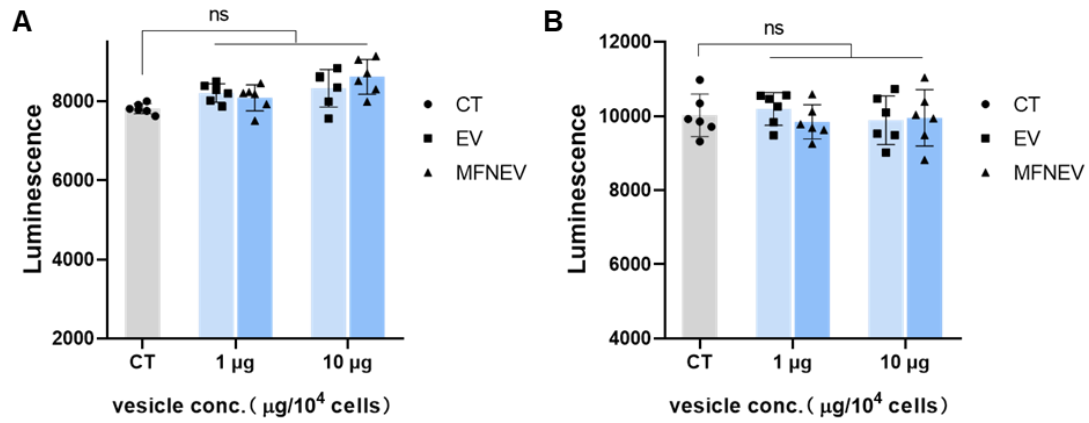 A
ns
Luminescence
8000
6000
4000
2000
CT
1 µg
10 µg
vesicle conc.( µg/10⁴ cells)
CT
EV
MFNEV
B
ns
Luminescence
12000
10000
8000
6000
4000
CT
1 µg
10 µg
vesicle conc.( µg/10⁴ cells)
CT
EV
MFNEV